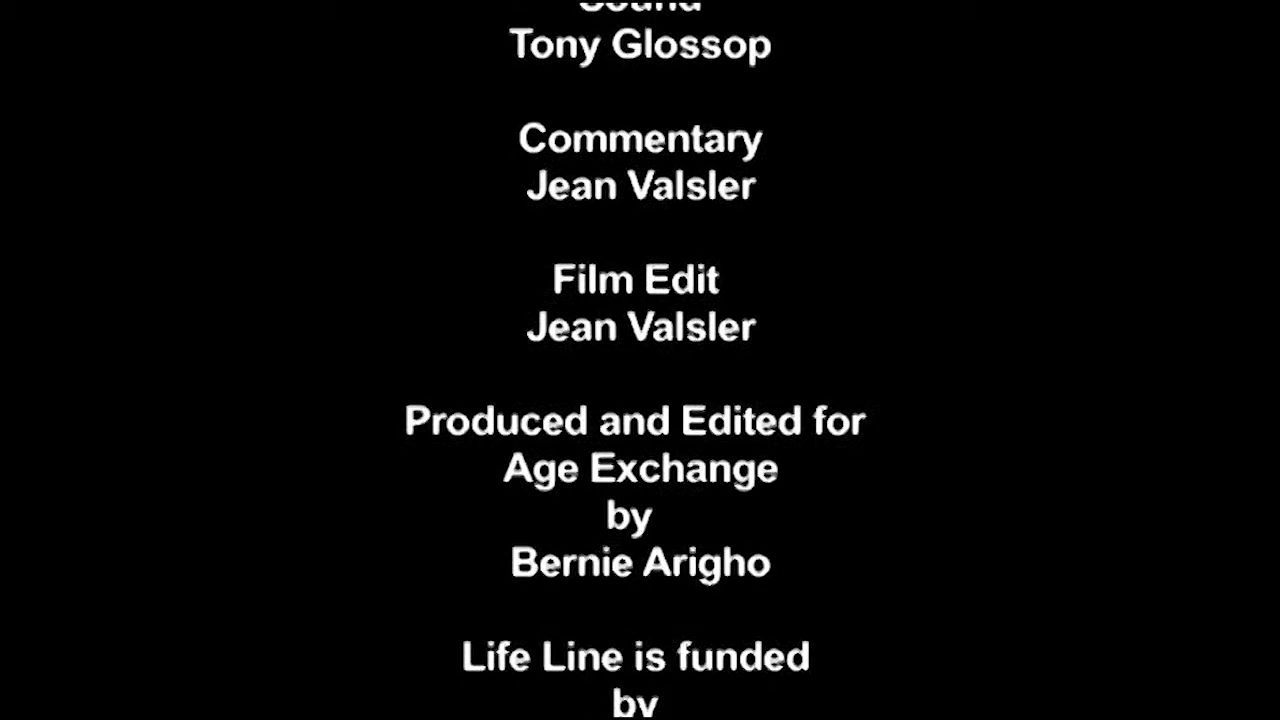 Sound
Tony Glossop
Commentary
Jean Valsler
Film Edit
Jean Valsler
Produced and Edited for
Age Exchange
by
Bernie Arigho
Life Line is funded
by